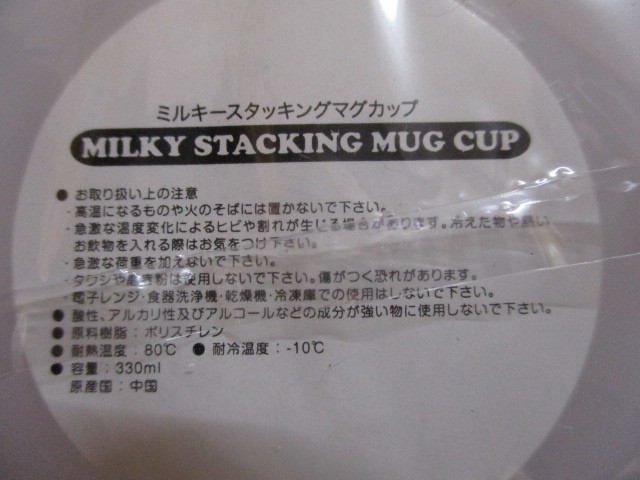 ミルキースタッキングマグカップ
MILKY STACKING MUG CUP
● お取り扱い上の注意
・高温になるものや火のそばには置かないで下さい。
・急激な温度変化によるヒビや割れが生じる場合があります。冷えた物や熱い
お飲物を入れる際はお気をつけ下さい。
・急激な荷重を加えないで下さい。
・タワシや磨き粉は使用しないで下さい。傷がつく恐れがあります。
・電子レンジ・食器洗浄機・乾燥機・冷凍庫での使用はしないで下さい。
● 酸性、アルカリ性及びアルコールなどの成分が強い物に使用しないで下さい。
● 原料樹脂：ポリスチレン
● 耐熱温度：80℃ ● 耐冷温度：-10℃
● 容量：330ml
原産国：中国